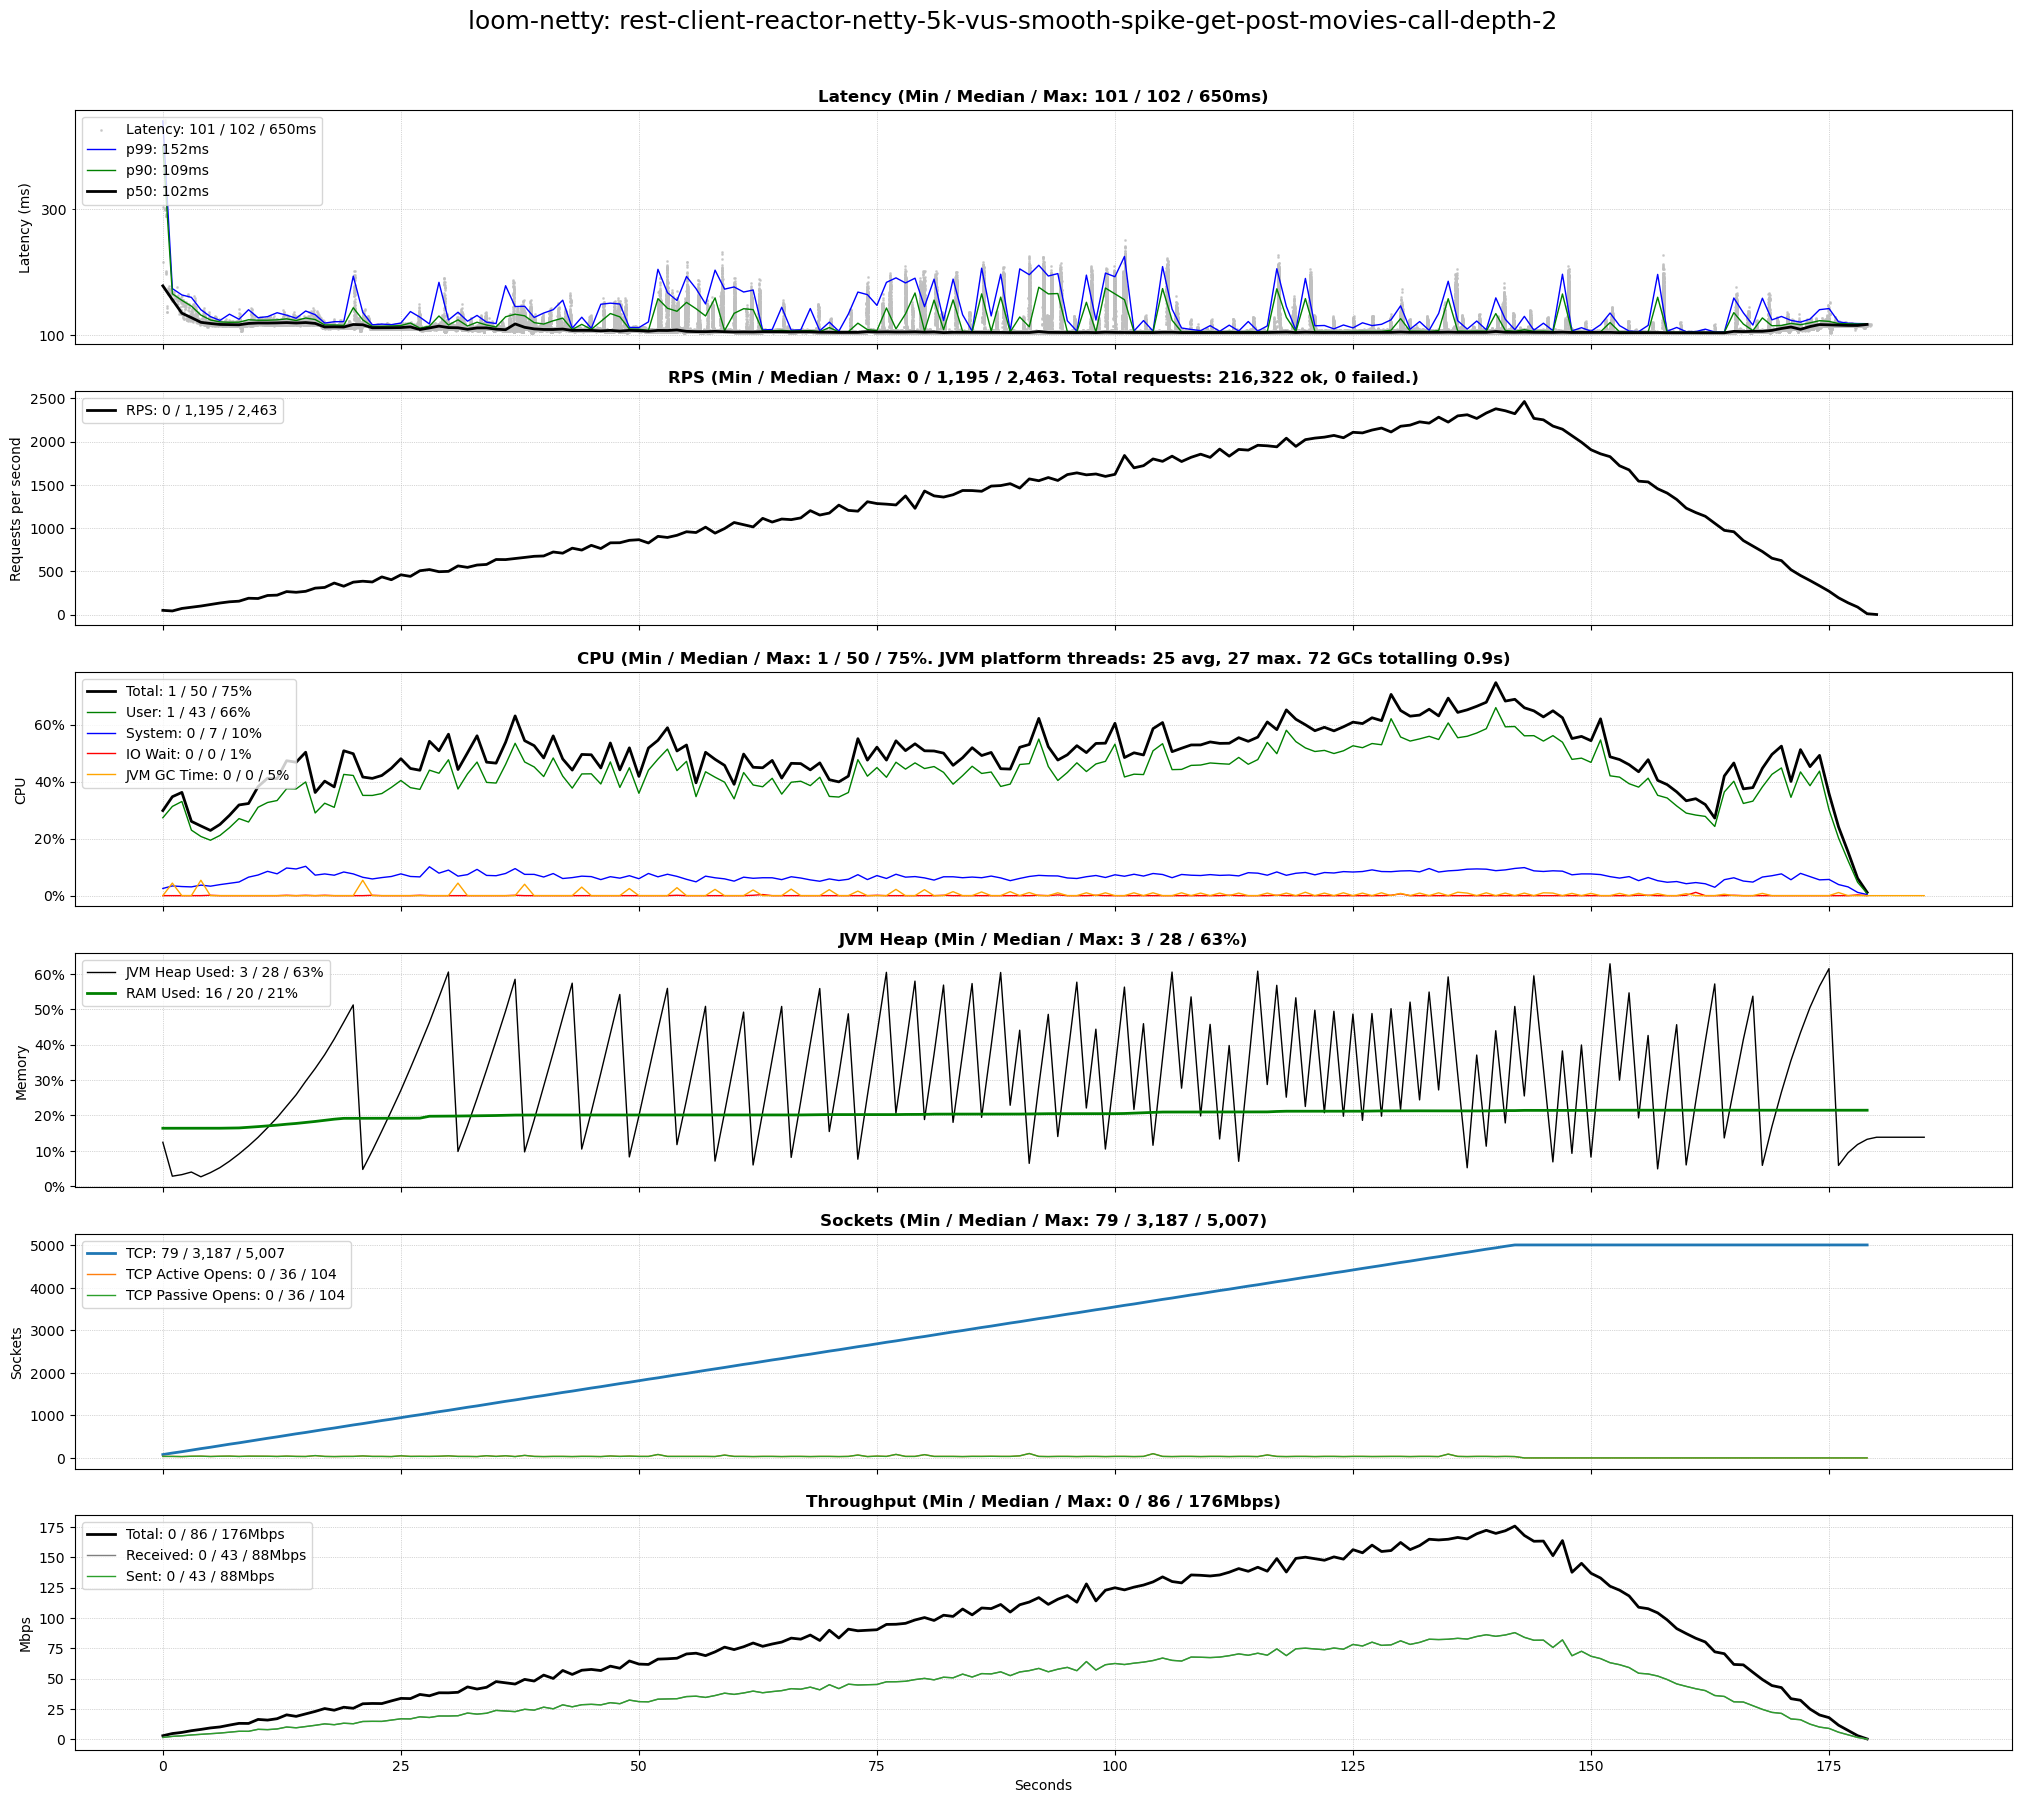 loom-netty: rest-client-reactor-netty-5k-vus-smooth-spike-get-post-movies-call-depth-2
Latency (Min / Median / Max: 101 / 102 / 650ms)
Latency: 101 / 102 / 650ms
p99: 152ms
p90: 109ms
p50: 102ms
Latency (ms)
300
100
RPS (Min / Median / Max: 0 / 1,195 / 2,463. Total requests: 216,322 ok, 0 failed.)
RPS: 0 / 1,195 / 2,463
Requests per second
2500
2000
1500
1000
500
0
CPU (Min / Median / Max: 1 / 50 / 75%. JVM platform threads: 25 avg, 27 max. 72 GCs totalling 0.9s)
Total: 1 / 50 / 75%
User: 1 / 43 / 66%
System: 0 / 7 / 10%
IO Wait: 0 / 0 / 1%
JVM GC Time: 0 / 0 / 5%
CPU
60%
40%
20%
0%
JVM Heap (Min / Median / Max: 3 / 28 / 63%)
JVM Heap Used: 3 / 28 / 63%
RAM Used: 16 / 20 / 21%
Memory
60%
50%
40%
30%
20%
10%
0%
Sockets (Min / Median / Max: 79 / 3,187 / 5,007)
TCP: 79 / 3,187 / 5,007
TCP Active Opens: 0 / 36 / 104
TCP Passive Opens: 0 / 36 / 104
Sockets
5000
4000
3000
2000
1000
0
Throughput (Min / Median / Max: 0 / 86 / 176Mbps)
Total: 0 / 86 / 176Mbps
Received: 0 / 43 / 88Mbps
Sent: 0 / 43 / 88Mbps
Mbps
175
150
125
100
75
50
25
0
0 25 50 75 100 125 150 175
Seconds